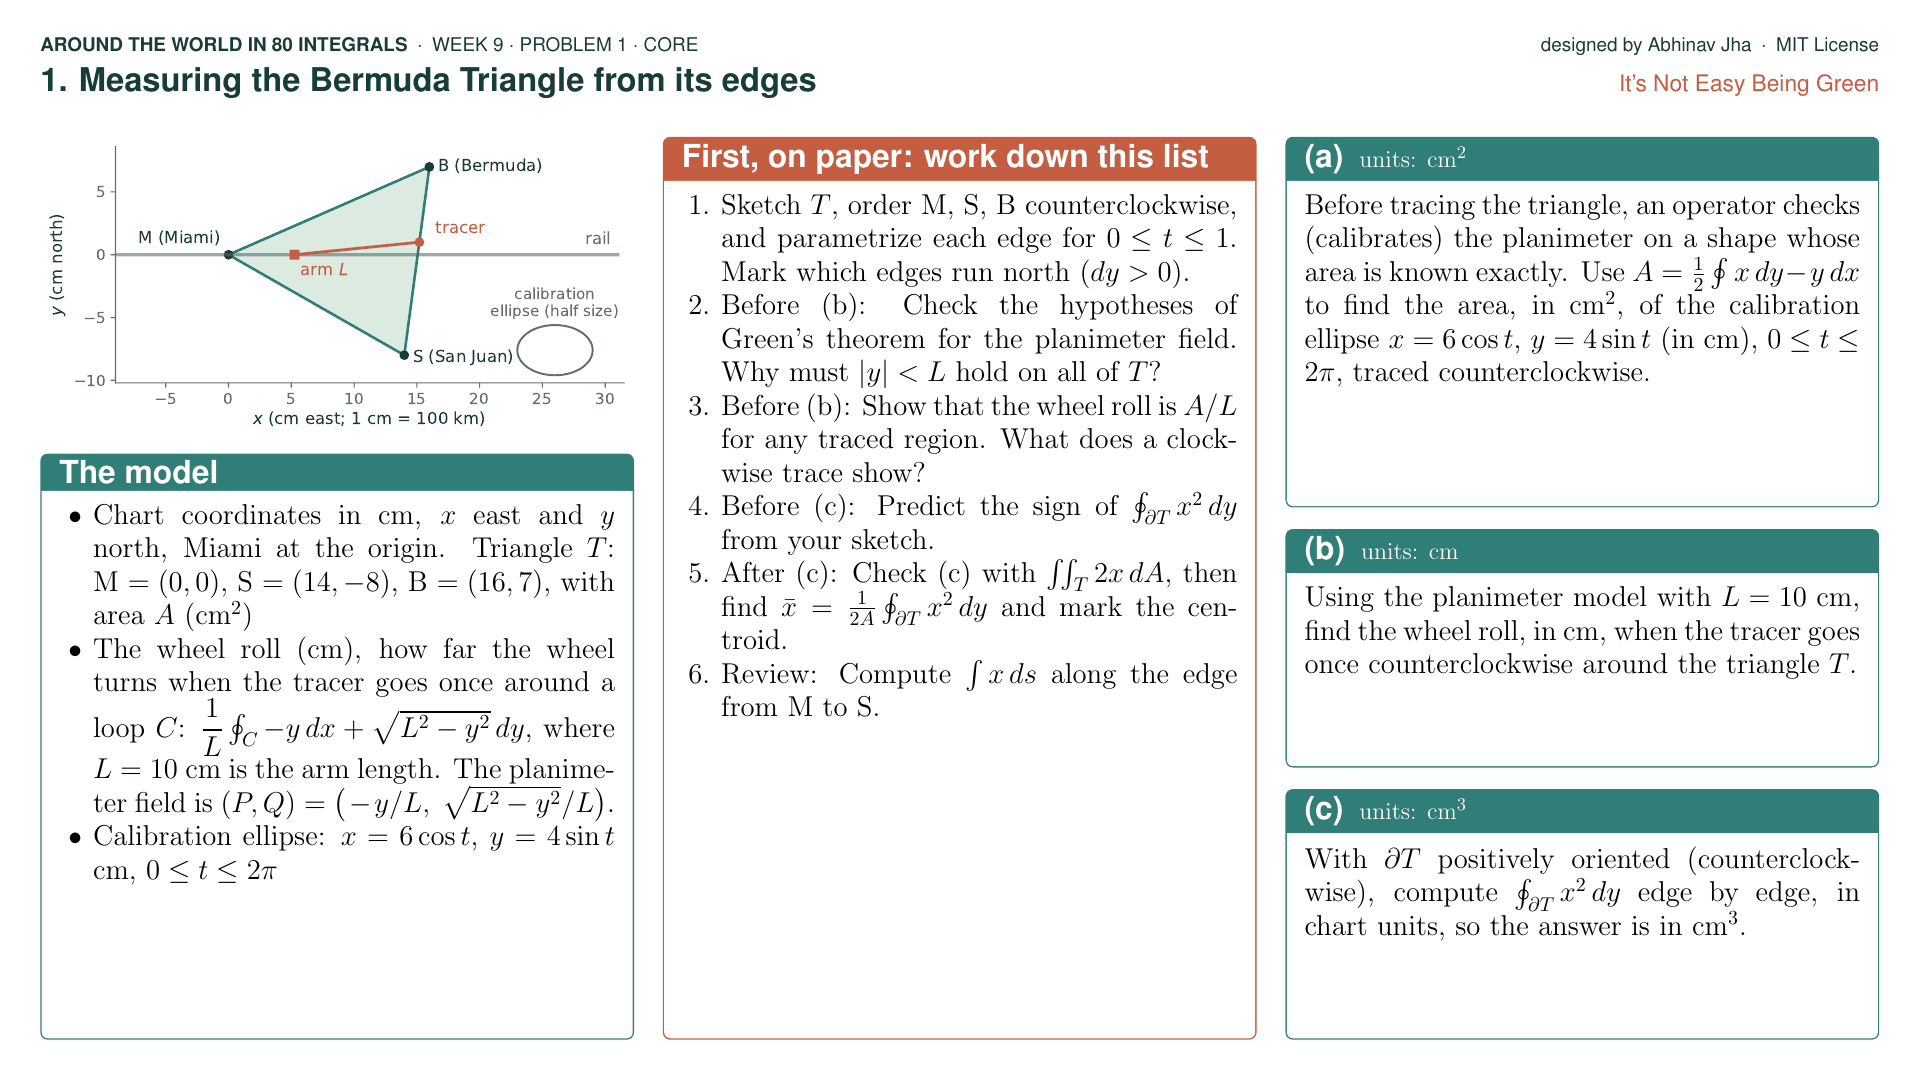 AROUND THE WORLD IN 80 INTEGRALS · WEEK 9 · PROBLEM 1 · CORE
designed by Abhinav Jha · MIT License
1. Measuring the Bermuda Triangle from its edges
It's Not Easy Being Green
B (Bermuda)
M (Miami)
tracer
rail
arm L
calibration
ellipse (half size)
S (San Juan)
y (cm north)
5
0
−5
−10
−5
0
5
10
15
20
25
30
x (cm east; 1 cm = 100 km)
The model
• Chart coordinates in cm, x east and y
north, Miami at the origin. Triangle T:
M = (0, 0), S = (14, −8), B = (16, 7), with
area A (cm²)
• The wheel roll (cm), how far the wheel
turns when the tracer goes once around a
loop C: 1/L ∮_C −y dx + √(L² − y²) dy, where
L = 10 cm is the arm length. The planime-
ter field is (P, Q) = (−y/L, √(L² − y²)/L).
• Calibration ellipse: x = 6 cos t, y = 4 sin t
cm, 0 ≤ t ≤ 2π
First, on paper: work down this list
1. Sketch T, order M, S, B counterclockwise,
and parametrize each edge for 0 ≤ t ≤ 1.
Mark which edges run north (dy > 0).
2. Before (b): Check the hypotheses of
Green's theorem for the planimeter field.
Why must |y| < L hold on all of T?
3. Before (b): Show that the wheel roll is A/L
for any traced region. What does a clock-
wise trace show?
4. Before (c): Predict the sign of ∮_∂T x² dy
from your sketch.
5. After (c): Check (c) with ∬_T 2x dA, then
find x̄ = 1/2A ∮_∂T x² dy and mark the cen-
troid.
6. Review: Compute ∫ x ds along the edge
from M to S.
(a) units: cm²
Before tracing the triangle, an operator checks
(calibrates) the planimeter on a shape whose
area is known exactly. Use A = 1/2 ∮ x dy−y dx
to find the area, in cm², of the calibration
ellipse x = 6 cos t, y = 4 sin t (in cm), 0 ≤ t ≤
2π, traced counterclockwise.
(b) units: cm
Using the planimeter model with L = 10 cm,
find the wheel roll, in cm, when the tracer goes
once counterclockwise around the triangle T.
(c) units: cm³
With ∂T positively oriented (counterclock-
wise), compute ∮_∂T x² dy edge by edge, in
chart units, so the answer is in cm³.